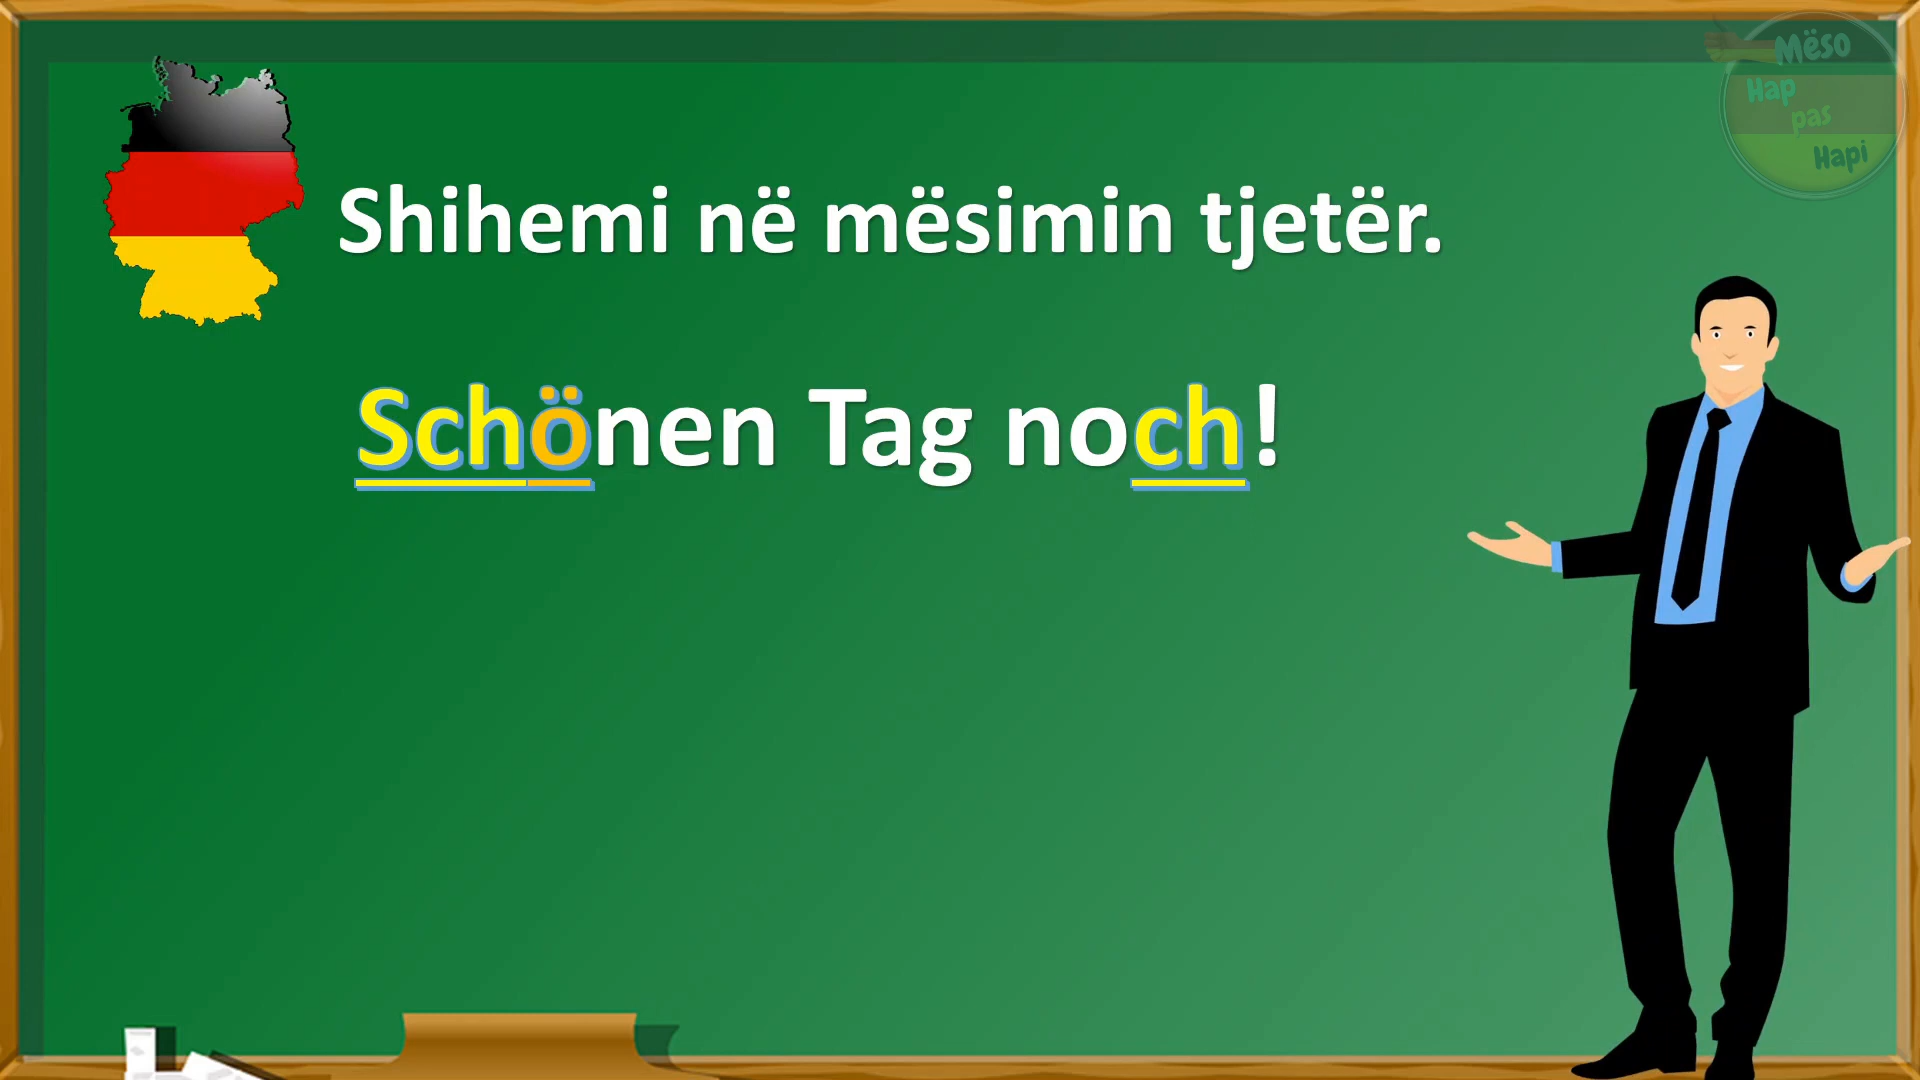 Mëso
Hap
pas
Hapi
Shihemi në mësimin tjetër.
Schönen Tag noch!